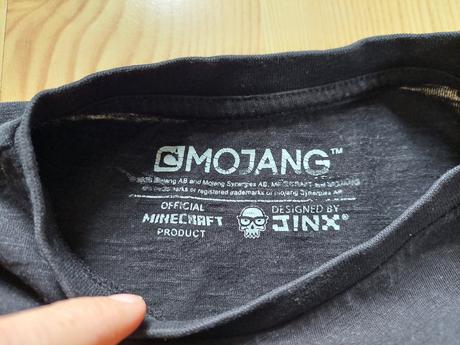 MOJANG™
Mojang AB and Mojang Synergies AB. MINECRAFT and MOJANG
are trademarks or registered trademarks of Mojang Synergies AB.
OFFICIAL
MINECRAFT
PRODUCT
DESIGNED BY
JINX®